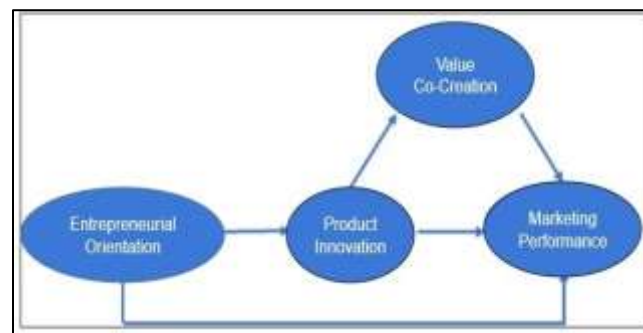 Value
Co-Creation
Entrepreneurial
Orientation
Product
Innovation
Marketing
Performance